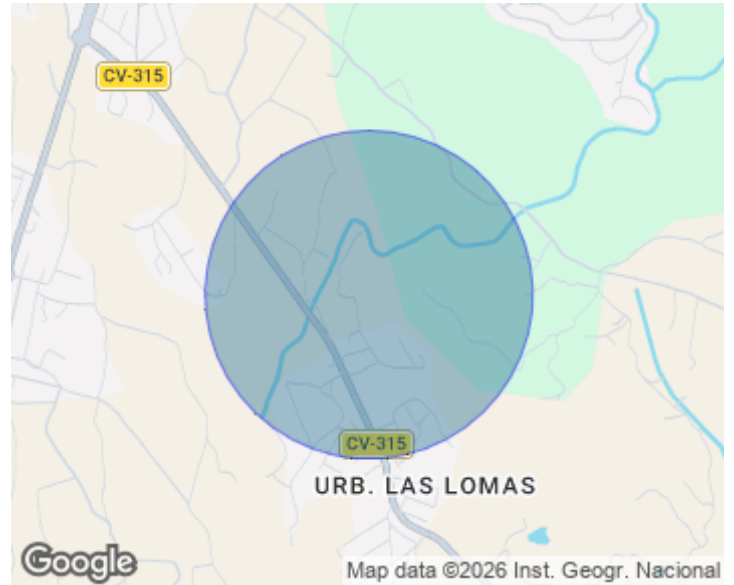 CV-315
CV-315
URB. LAS LOMAS
Google
Map data ©2026 Inst. Geogr. Nacional